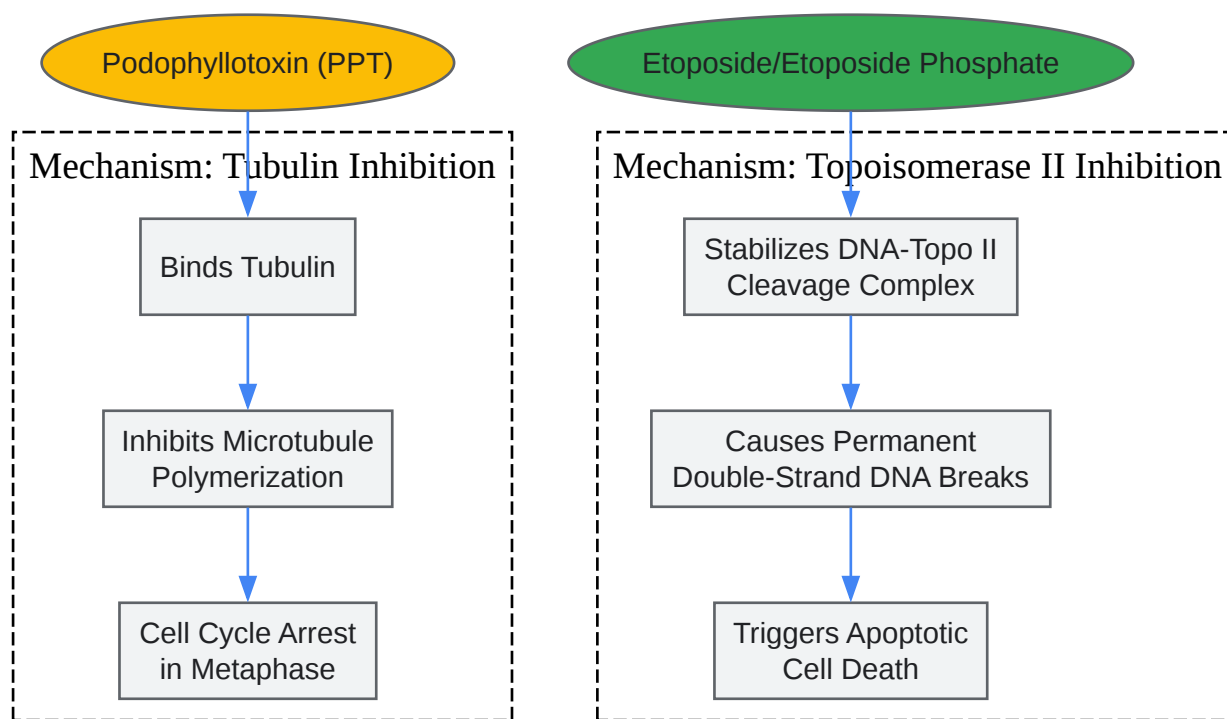 Podophyllotoxin (PPT)
Mechanism: Tubulin Inhibition
Binds Tubulin
Inhibits Microtubule
Polymerization
Cell Cycle Arrest
in Metaphase
Etoposide/Etoposide Phosphate
Mechanism: Topoisomerase II Inhibition
Stabilizes DNA-Topo II
Cleavage Complex
Causes Permanent
Double-Strand DNA Breaks
Triggers Apoptotic
Cell Death